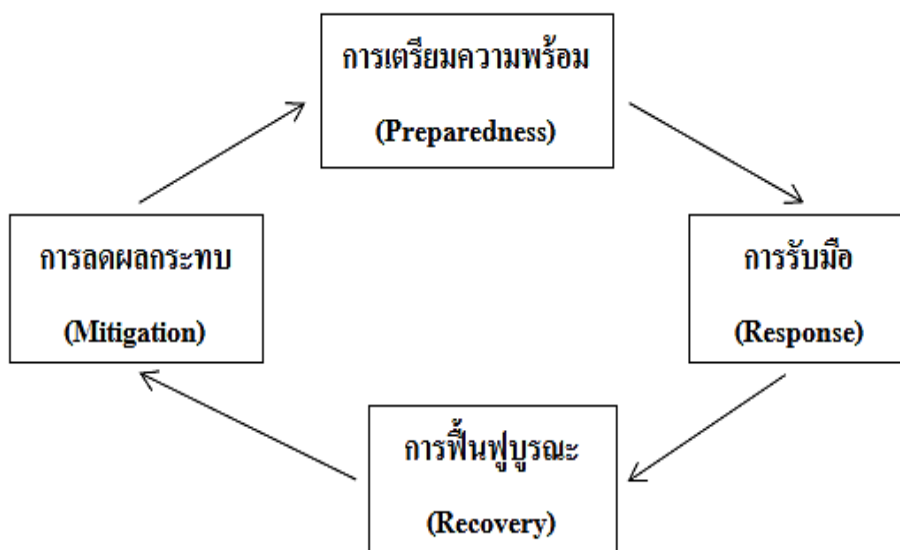 การเตรียมความพร้อม
(Preparedness)
การลดผลกระทบ
(Mitigation)
การรับมือ
(Response)
การฟื้นฟูบูรณะ
(Recovery)